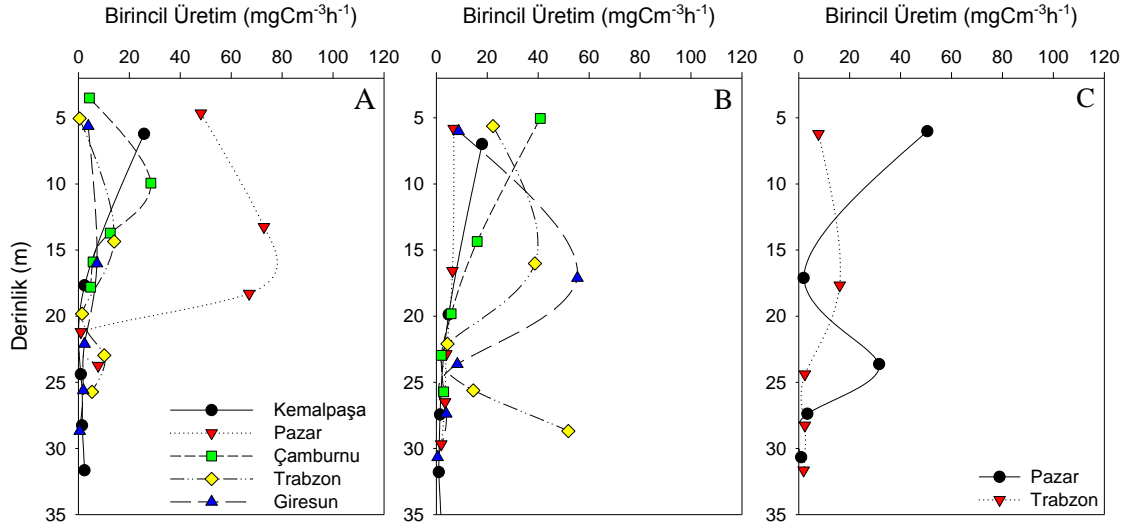 Birincil Üretim (mgCm-3h-1)
Birincil Üretim (mgCm-3h-1)
Birincil Üretim (mgCm-3h-1)
0 20 40 60 80 100 120
0 20 40 60 80 100 120
0 20 40 60 80 100 120
A
B
C
Derinlik (m)
5
10
15
20
25
30
35
5
10
15
20
25
30
35
5
10
15
20
25
30
35
Kemalpaşa
Pazar
Çamburnu
Trabzon
Giresun
Pazar
Trabzon